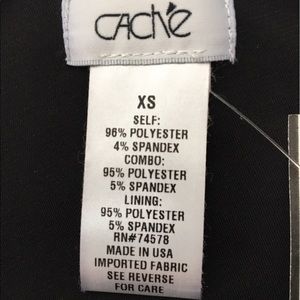 Caché
XS
SELF:
96% POLYESTER
4% SPANDEX
COMBO:
95% POLYESTER
5% SPANDEX
LINING:
95% POLYESTER
5% SPANDEX
RN#74578
MADE IN USA
IMPORTED FABRIC
SEE REVERSE
FOR CARE